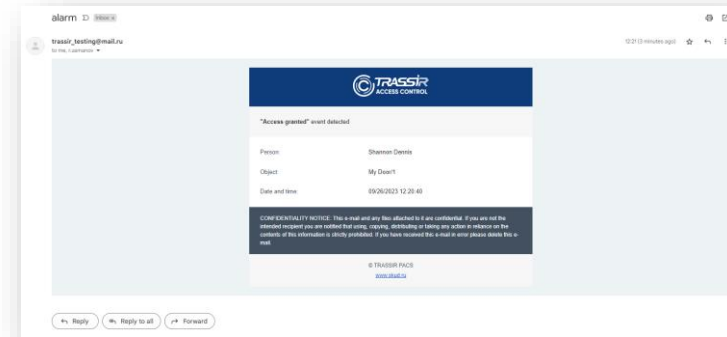 alarm Inbox x
trassir_testing@mail.ru
12:21 (3 minutes ago)
to me,
TRASSIR
ACCESS CONTROL
"Access granted" event detected
Person Shannon Dennis
Object My Door1
Date and time 09/26/2023 12:20:40
CONFIDENTIALITY NOTICE: This e-mail and any files attached to it are confidential. If you are not the
intended recipient you are notified that using, copying, distributing or taking any action in reliance on the
contents of this information is strictly prohibited. If you have received this e-mail in error please delete this e-
mail.
© TRASSIR PACS
www.skud.ru
Reply Reply to all Forward